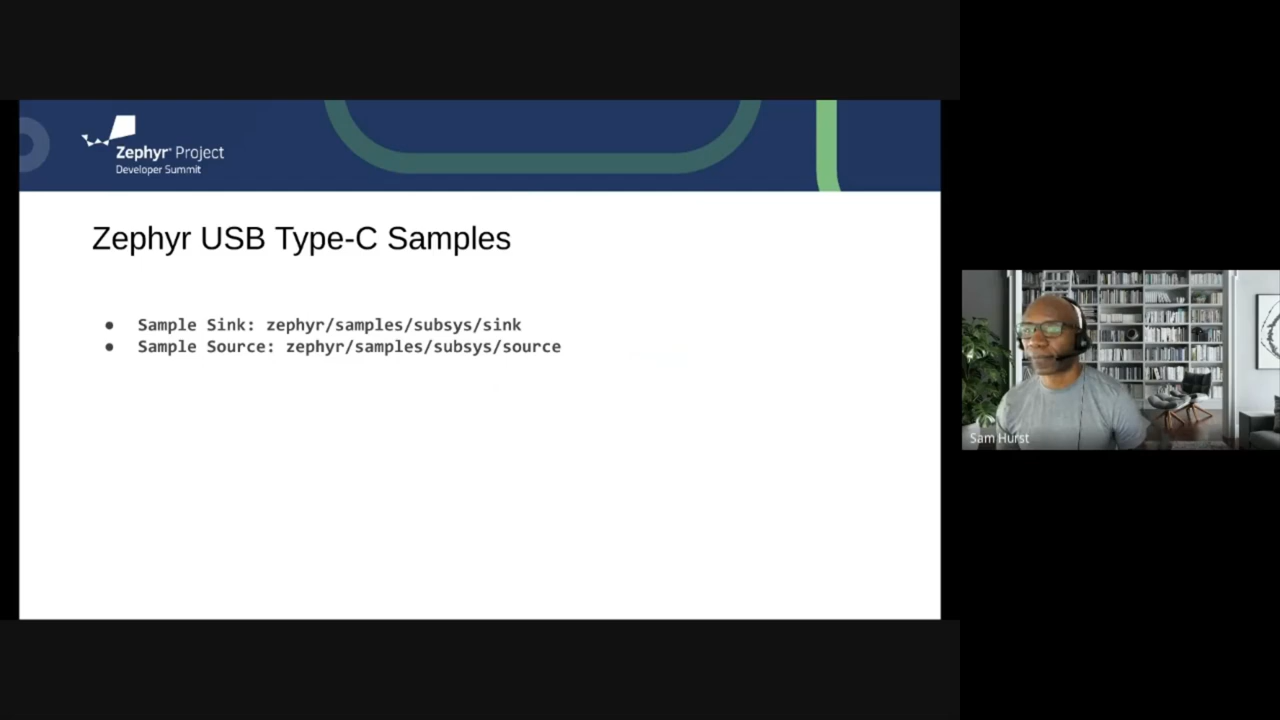 Zephyr® Project
Developer Summit
Zephyr USB Type-C Samples
● Sample Sink: zephyr/samples/subsys/sink
● Sample Source: zephyr/samples/subsys/source
Sam Hurst